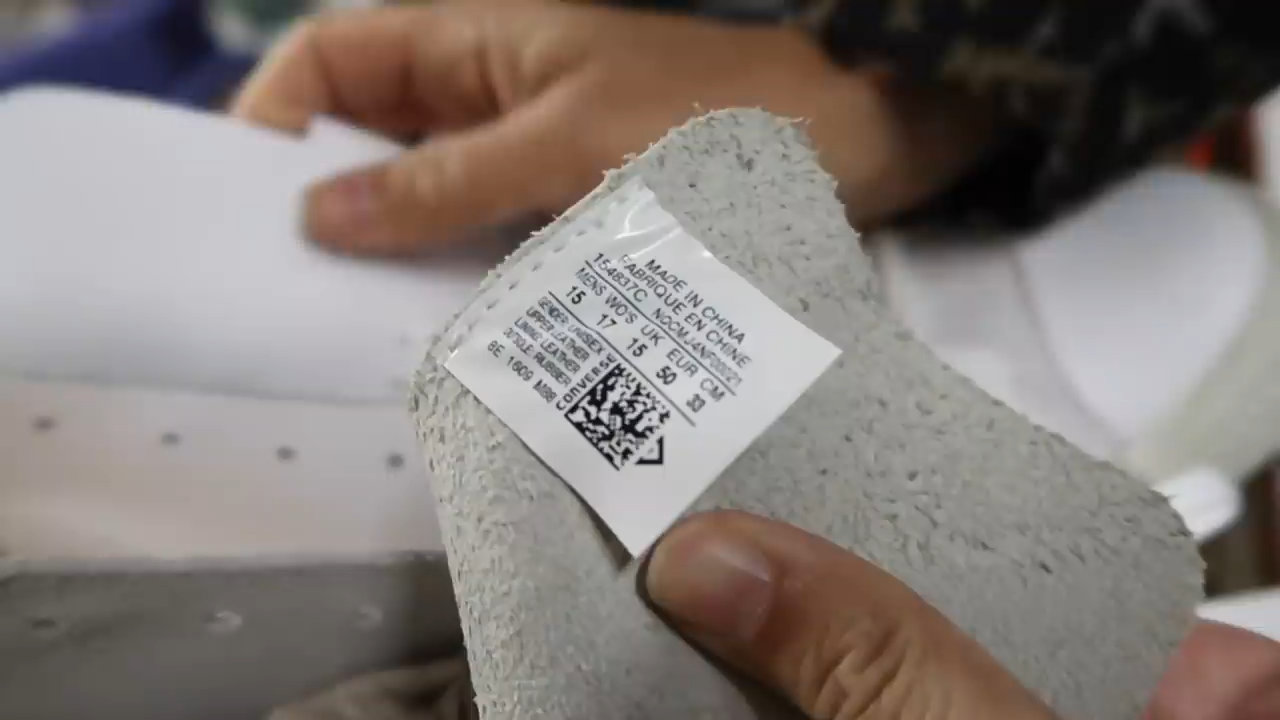 MADE IN CHINA
FABRIQUE EN CHINE
154837C
MENS WO'S UK EUR CM
15 17 15 50 33
GENDER: UNISEX
UPPER: LEATHER
LINING: LEATHER
OUTSOLE: RUBBER
CONVERSE